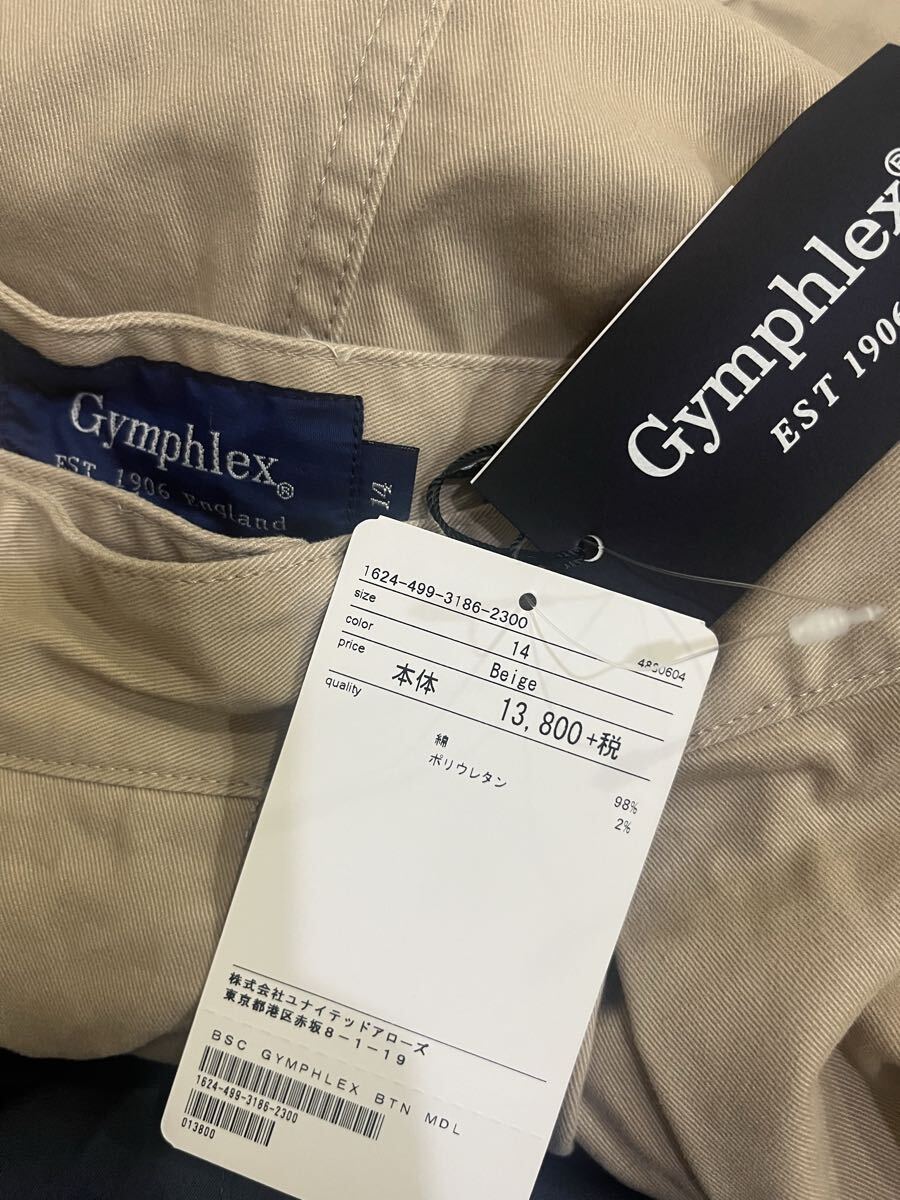 Gymphlex®
EST 1906
Gymphlex®
EST. 1906 England
14
1624-499-3186-2300
size 14
color Beige
price 本体 13,800+税
quality
綿 98%
ポリウレタン 2%
株式会社ユナイテッドアローズ
東京都港区赤坂8-1-19
BSC GYMPHLEX BTN MDL
1624-499-3186-2300
013800